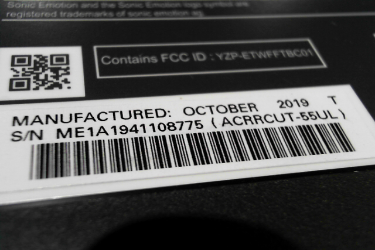 Sonic Emotion and the Sonic Emotion logo symbol are
registered trademarks of sonic emotion
Contains FCC ID : YZP-ETWFFTBC01
MANUFACTURED: OCTOBER 2019 T
S/N ME1A1941108775 ( ACRRCUT-55UL )